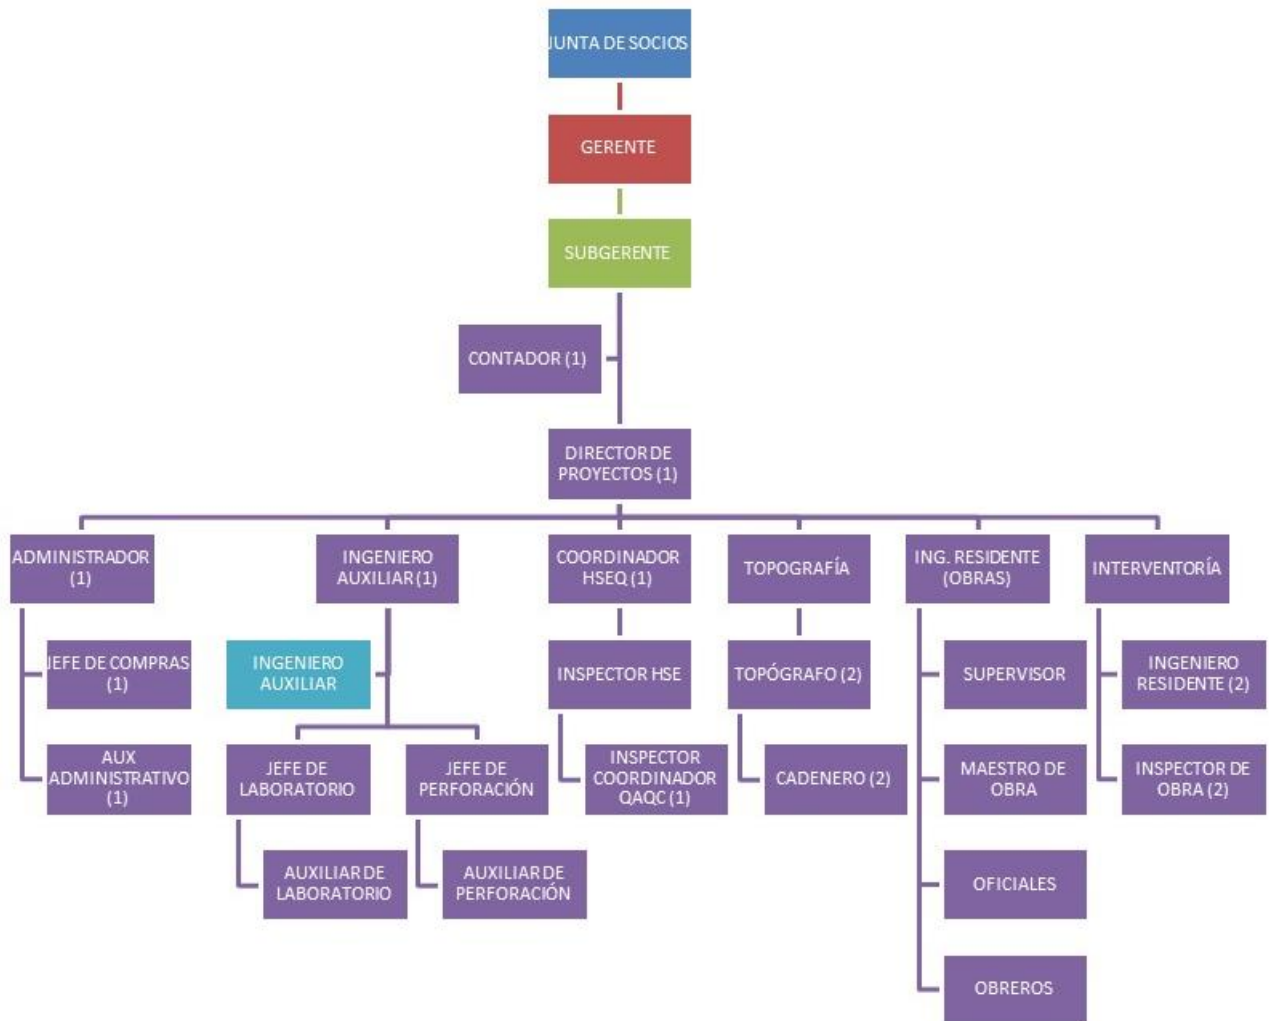 JUNTA DE SOCIOS
GERENTE
SUBGERENTE
CONTADOR (1)
DIRECTOR DE
PROYECTOS (1)
ADMINISTRADOR
(1)
INGENIERO
AUXILIAR (1)
COORDINADOR
HSEQ (1)
TOPOGRAFÍA
ING. RESIDENTE
(OBRAS)
INTERVENTORÍA
JEFE DE COMPRAS
(1)
INGENIERO
AUXILIAR
INSPECTOR HSE
TOPÓGRAFO (2)
SUPERVISOR
INGENIERO
RESIDENTE (2)
AUX
ADMINISTRATIVO
(1)
JEFE DE
LABORATORIO
JEFE DE
PERFORACIÓN
INSPECTOR
COORDINADOR
QAQC (1)
CADENERO (2)
MAESTRO DE
OBRA
INSPECTOR DE
OBRA (2)
AUXILIAR DE
LABORATORIO
AUXILIAR DE
PERFORACIÓN
OFICIALES
OBREROS